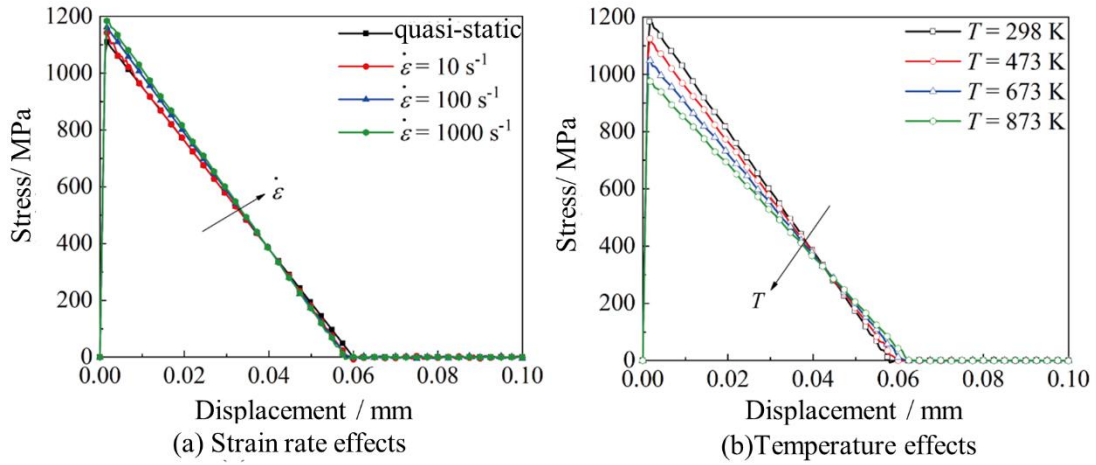 1200
1000
800
600
400
200
0
Stress/ MPa
quasi-static
ε̇ = 10 s⁻¹
ε̇ = 100 s⁻¹
ε̇ = 1000 s⁻¹
ε̇
0.00 0.02 0.04 0.06 0.08 0.10
Displacement / mm
(a) Strain rate effects
1200
1000
800
600
400
200
0
Stress/ MPa
T = 298 K
T = 473 K
T = 673 K
T = 873 K
T
0.00 0.02 0.04 0.06 0.08 0.10
Displacement / mm
(b)Temperature effects